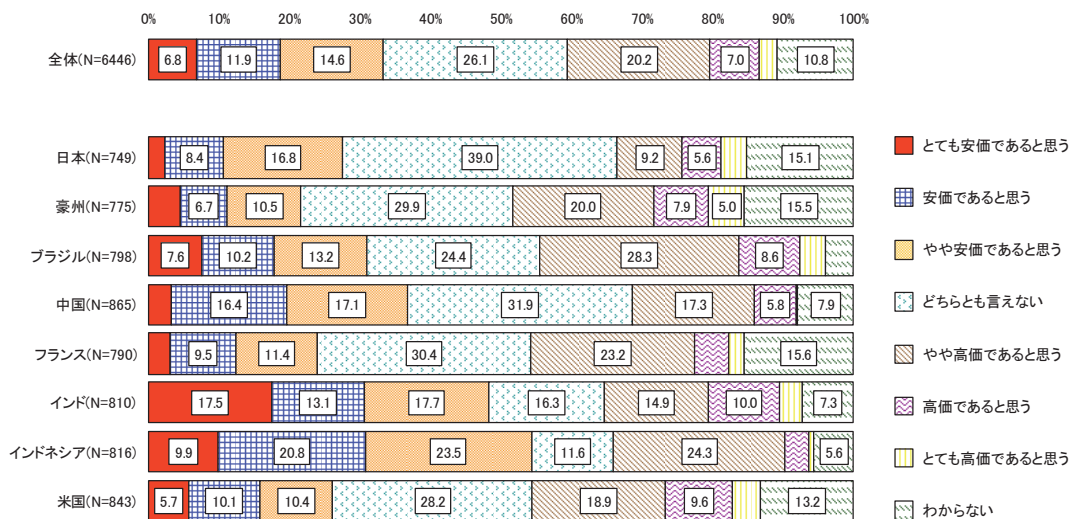 0% 10% 20% 30% 40% 50% 60% 70% 80% 90% 100%
全体(N=6446) 6.8 11.9 14.6 26.1 20.2 7.0 10.8
日本(N=749) 8.4 16.8 39.0 9.2 5.6 15.1
豪州(N=775) 6.7 10.5 29.9 20.0 7.9 5.0 15.5
ブラジル(N=798) 7.6 10.2 13.2 24.4 28.3 8.6
中国(N=865) 16.4 17.1 31.9 17.3 5.8 7.9
フランス(N=790) 9.5 11.4 30.4 23.2 15.6
インド(N=810) 17.5 13.1 17.7 16.3 14.9 10.0 7.3
インドネシア(N=816) 9.9 20.8 23.5 11.6 24.3 5.6
米国(N=843) 5.7 10.1 10.4 28.2 18.9 9.6 13.2
とても安価であると思う
安価であると思う
やや安価であると思う
どちらとも言えない
やや高価であると思う
高価であると思う
とても高価であると思う
わからない